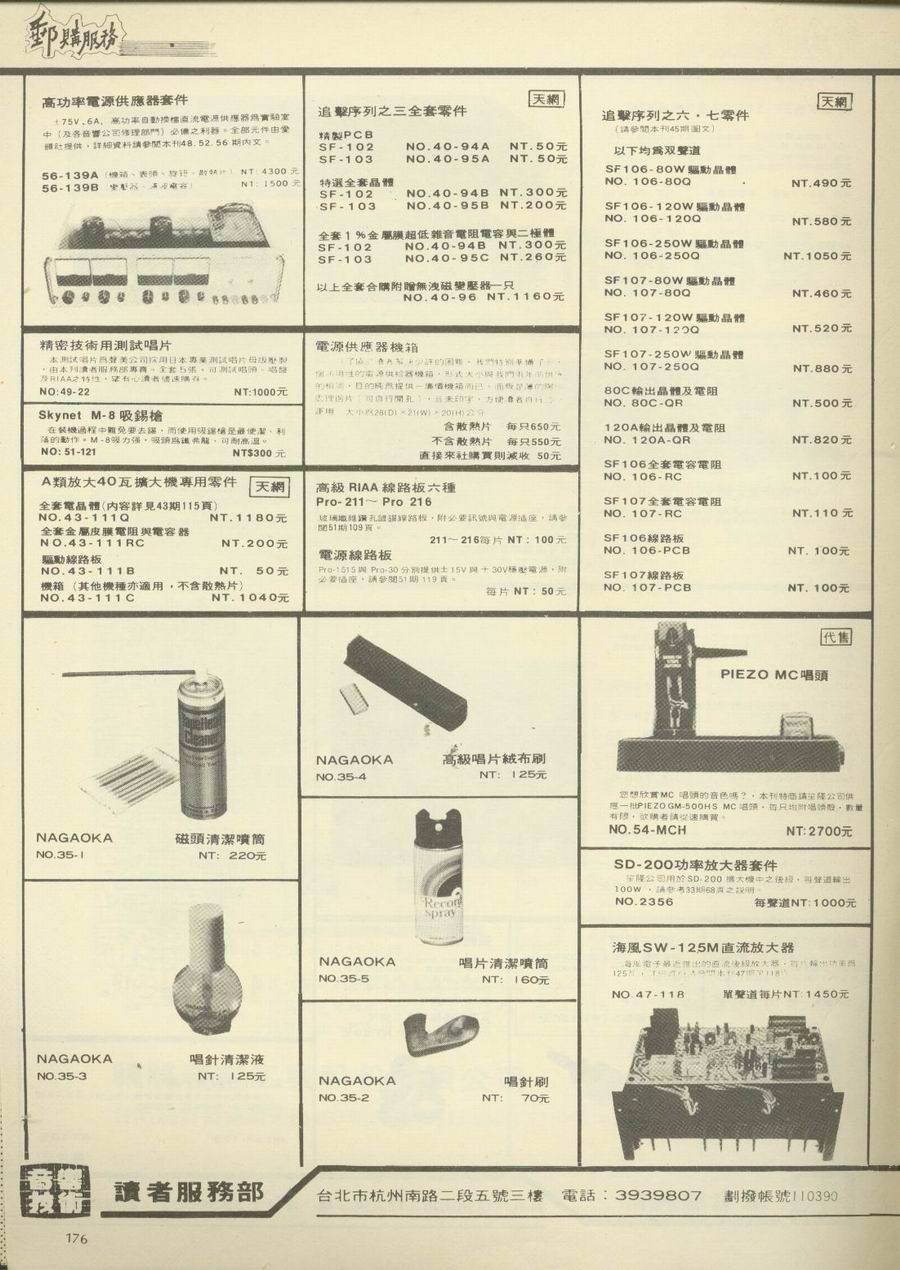 郵購服務
高功率電源供應器套件
±75V.6A, 高功率自動換檔直流電源供應器爲實驗室
中(及各音響公司修理部門)必備之利器。全部元件由愛
購社提供,詳細資料請參閱本刊48.52.56 期內文。
56-139A (機箱、表頭、旋鈕、散熱片) NT: 4300 元
56-139B NT: 1500 元
精密技術用測試唱片
本測試唱片爲聲美公司採用日本專業測試唱片母版壓製
,由本刊讀者服務部專賣。全套5張,可測試唱頭、唱盤
及RIAA之特性,望有心讀者儘速購存。
NO:49-22 NT:1000元
Skynet M-8 吸錫槍
在裝機過程中難免要去錫,而使用吸錫槍是最便潔、利
落的動作。M-8吸力强,吸頭爲鐵弗龍,可耐高溫。
NO: 51-121 NT$300 元
A類放大40瓦擴大機專用零件 天網
全套電晶體(內容詳見43期115頁)
NO.43-111Q NT.1180元
全套金屬皮膜電阻與電容器
NO.43-111RC NT.200元
驅動線路板
NO.43-111B NT. 50元
機箱(其他機種亦適用,不含散熱片)
NO.43-111C NT.1040元
天網
追擊序列之三全套零件
精製PCB
SF-102 NO.40-94A NT.50元
SF-103 NO.40-95A NT.50元
特選全套晶體
SF-102 NO.40-94B NT.300元
SF-103 NO.40-95B NT.200元
全套1%金屬膜超低雜音電阻電容與二極體
SF-102 NO.40-94B NT.300元
SF-103 NO.40-95C NT.260元
以上全套合購附贈無洩磁變壓器一只
NO.40-96 NT.1160元
電源供應器機箱
大小爲28(D)×21(W)×20(H)公分
含散熱片 每只650元
不含散熱片 每只550元
直接來社購買則減收 50元
高級 RIAA 線路板六種
Pro-211~ Pro 216
玻璃纖維鑽孔鍍錫線路板,附必要訊號與電源插座,請參
閱51期109頁。
211~216每片 NT:100元
電源線路板
Pro-1515與 Pro-30分別提供±15V與+30V穩壓電源,附
必要插座,請參閱51期119頁。
每片 NT:50元
天網
追擊序列之六・七零件
(請參閱本刊45期圖文)
以下均爲双聲道
SF106-80W驅動晶體
NO. 106-80Q NT.490元
SF106-120W驅動晶體
NO. 106-120Q NT.580元
SF106-250W驅動晶體
NO. 106-250Q NT.1050元
SF107-80W驅動晶體
NO. 107-80Q NT.460元
SF107-120W驅動晶體
NO. 107-120Q NT.520元
SF107-250W驅動晶體
NO. 107-250Q NT.880元
80C輸出晶體及電阻
NO. 80C-QR NT.500元
120A輸出晶體及電阻
NO. 120A-QR NT.820元
SF106全套電容電阻
NO. 106-RC NT.100元
SF107全套電容電阻
NO. 107-RC NT.110元
SF106線路板
NO. 106-PCB NT. 100元
SF107線路板
NO. 107-PCB NT. 100元
Cleaner
NAGAOKA 磁頭清潔噴筒
NO.35-1 NT: 220元
NAGAOKA 唱針清潔液
NO.35-3 NT: 125元
NAGAOKA 高級唱片絨布刷
NO.35-4 NT: 125元
Record
spray
NAGAOKA 唱片清潔噴筒
NO.35-5 NT: 160元
NAGAOKA 唱針刷
NO.35-2 NT: 70元
代售
PIEZO MC唱頭
您想欣賞MC 唱頭的音色嗎?,本刊特商請笙隆公司供
應一批PIEZO GM-500HS MC 唱頭,每只均附唱頭殼,數量
有限,欲購者請從速購買。
NO.54-MCH NT:2700元
SD-200功率放大器套件
笙隆公司用於SD-200 擴大機中之後級,每聲道輸出
100W ,請參考33期68頁之說明。
NO.2356 每聲道NT:1000元
海風SW-125M直流放大器
海風電子最近推出的直流後級放大器,每片輸出功率爲
NO.47-118 單聲道每片NT:1450元
音樂
技術
讀者服務部
台北市杭州南路二段五號三樓 電話:3939807 劃撥帳號110390
176